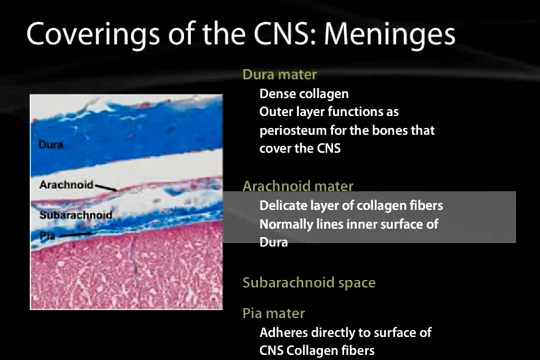 Coverings of the CNS: Meninges
Dura
Arachnoid
Subarachnoid
Pia
Dura mater
Dense collagen
Outer layer functions as
periosteum for the bones that
cover the CNS
Arachnoid mater
Delicate layer of collagen fibers
Normally lines inner surface of
Dura
Subarachnoid space
Pia mater
Adheres directly to surface of
CNS Collagen fibers